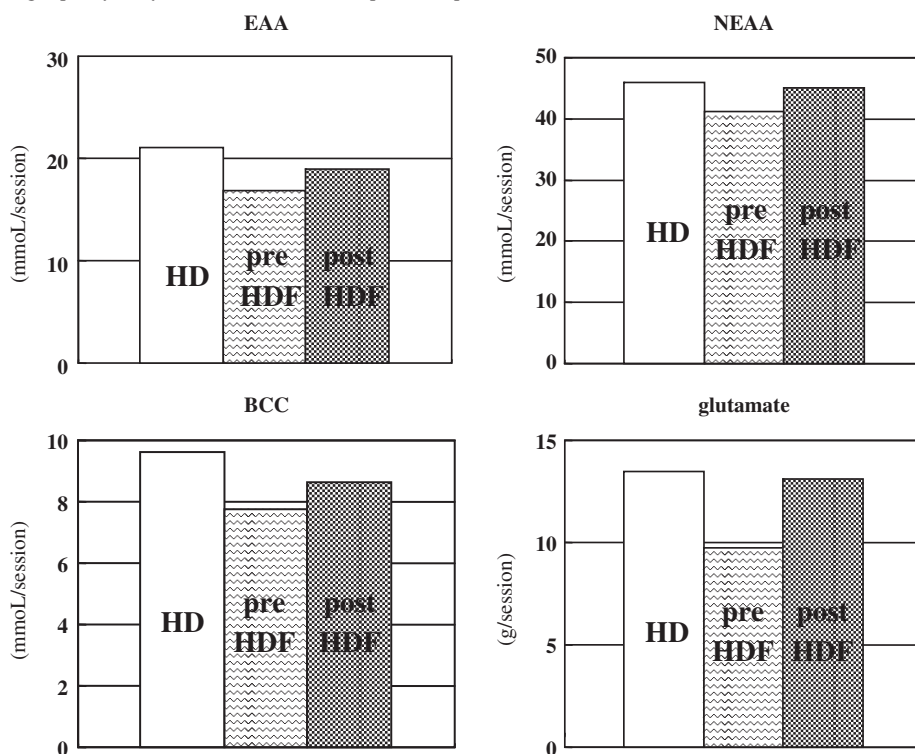 EAA
30
20
10
0
(mmoL/session)
HD
pre
HDF
post
HDF
NEAA
50
40
30
20
10
0
(mmoL/session)
HD
pre
HDF
post
HDF
BCC
10
8
6
4
2
0
(mmoL/session)
HD
pre
HDF
post
HDF
glutamate
15
10
5
0
(g/session)
HD
pre
HDF
post
HDF